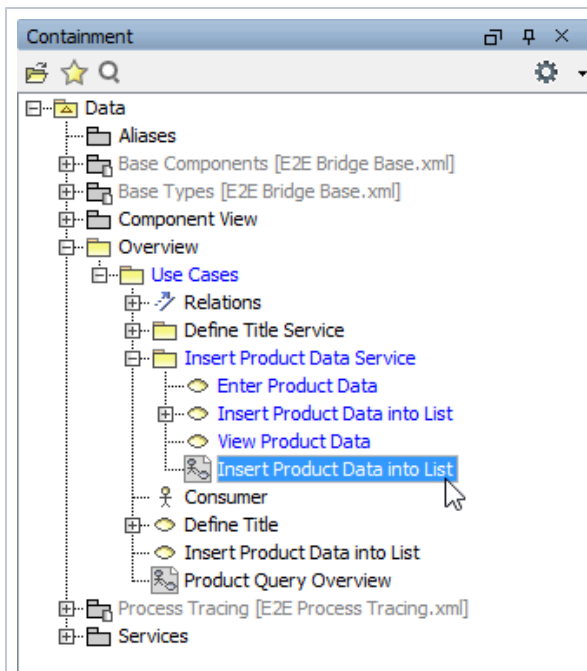 Containment
Data
Aliases
Base Components [E2E Bridge Base.xml]
Base Types [E2E Bridge Base.xml]
Component View
Overview
Use Cases
Relations
Define Title Service
Insert Product Data Service
Enter Product Data
Insert Product Data into List
View Product Data
Insert Product Data into List
Consumer
Define Title
Insert Product Data into List
Product Query Overview
Process Tracing [E2E Process Tracing.xml]
Services